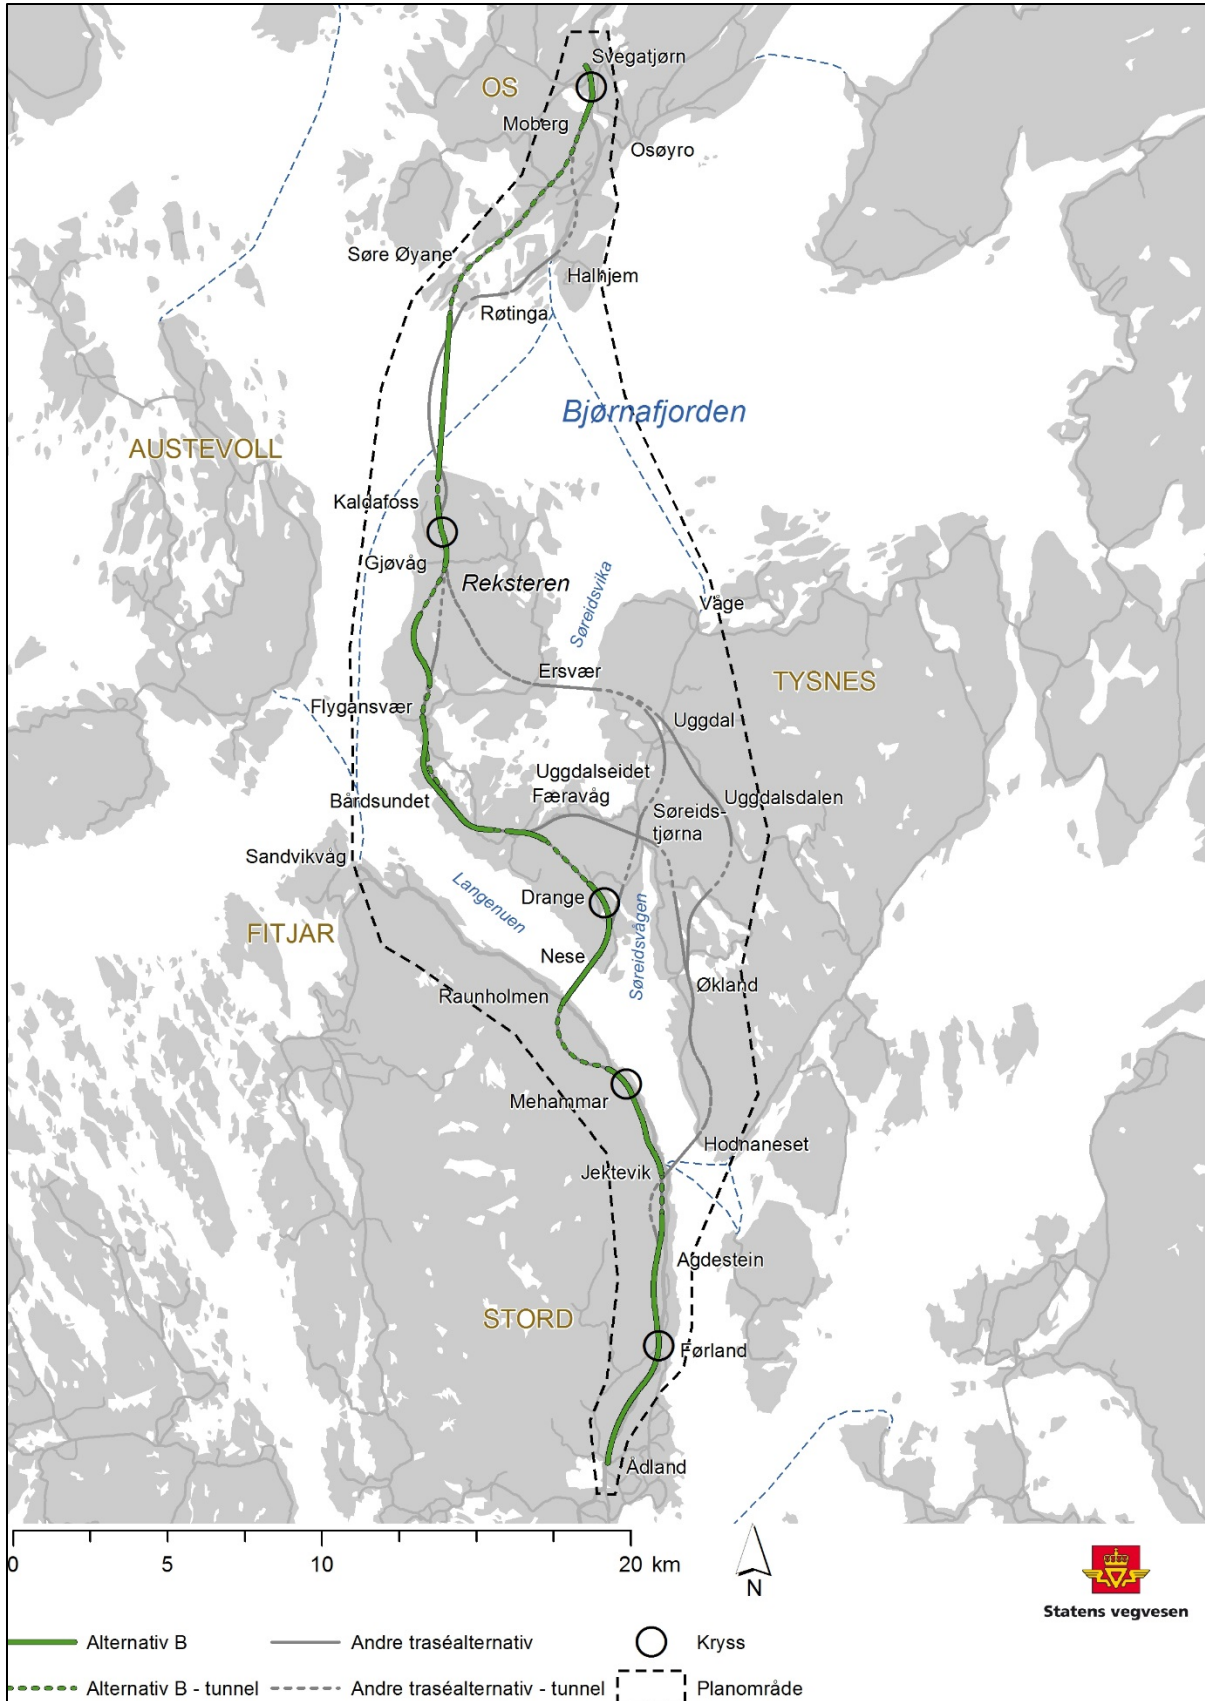 Svegatjørn
OS
Moberg
Osøyro
Søre Øyane
Halhjem
Røtinga
Bjørnafjorden
AUSTEVOLL
Kaldafoss
Gjøvåg
Reksteren
Søreidsvika
Våge
Ersvær
TYSNES
Flygansvær
Uggdal
Uggdalseidet
Færavåg
Bårdsundet
Uggdalsdalen
Søreids-
tjørna
Sandvikvåg
Langenuen
Drange
FITJAR
Nese
Søreidsvågen
Økland
Raunholmen
Mehammar
Hodnaneset
Jektevik
Agdestein
STORD
Førland
Ådland
0 5 10 20 km
N
Statens vegvesen
Alternativ B Andre traséalternativ Kryss
Alternativ B - tunnel Andre traséalternativ - tunnel Planområde